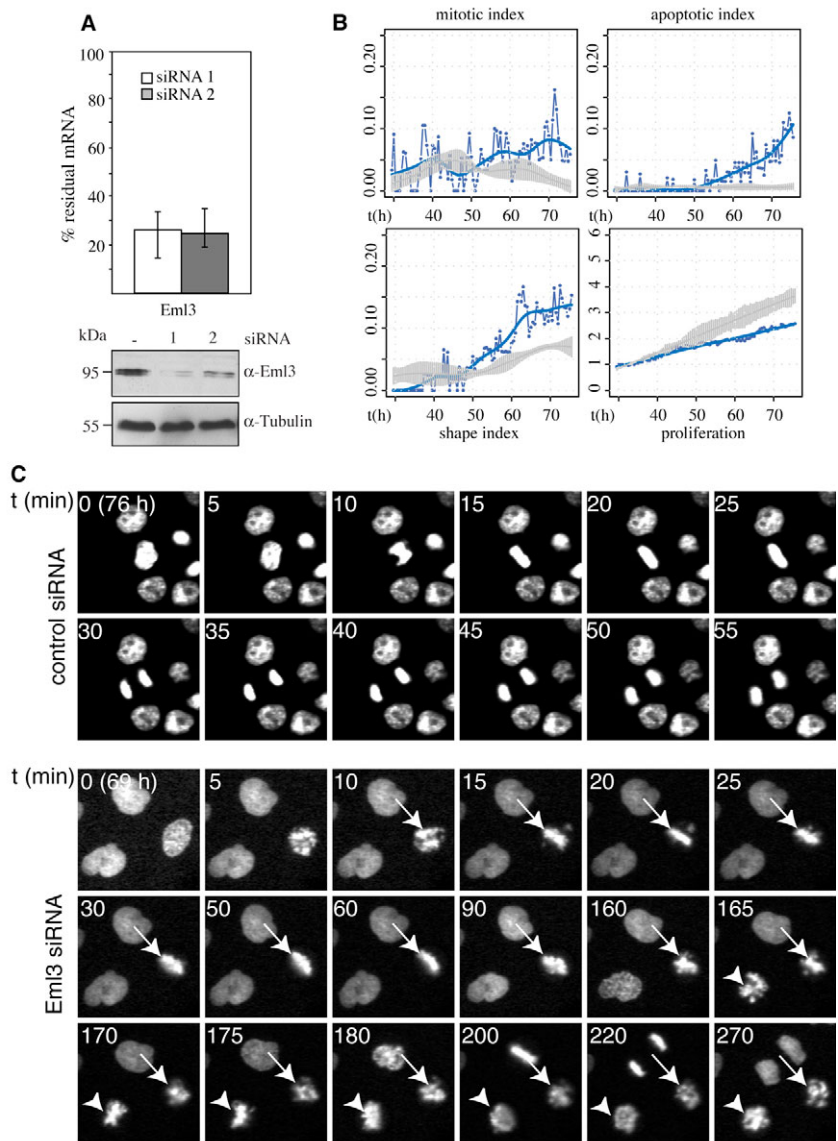 A
100
80
60
40
20
% residual mRNA
siRNA 1
siRNA 2
Eml3
kDa
- 1 2 siRNA
95
α-Eml3
55
α-Tubulin
B
mitotic index
apoptotic index
0.20
0.10
0.00
t(h) 40 50 60 70
0.20
0.10
0.00
t(h) 40 50 60 70
0.20
0.10
0.00
t(h) 40 50 60 70
shape index
6
5
4
3
2
1
0
t(h) 40 50 60 70
proliferation
C
t (min)
0 (76 h) 5 10 15 20 25
30 35 40 45 50 55
control siRNA
t (min)
0 (69 h) 5 10 15 20 25
30 50 60 90 160 165
170 175 180 200 220 270
Eml3 siRNA